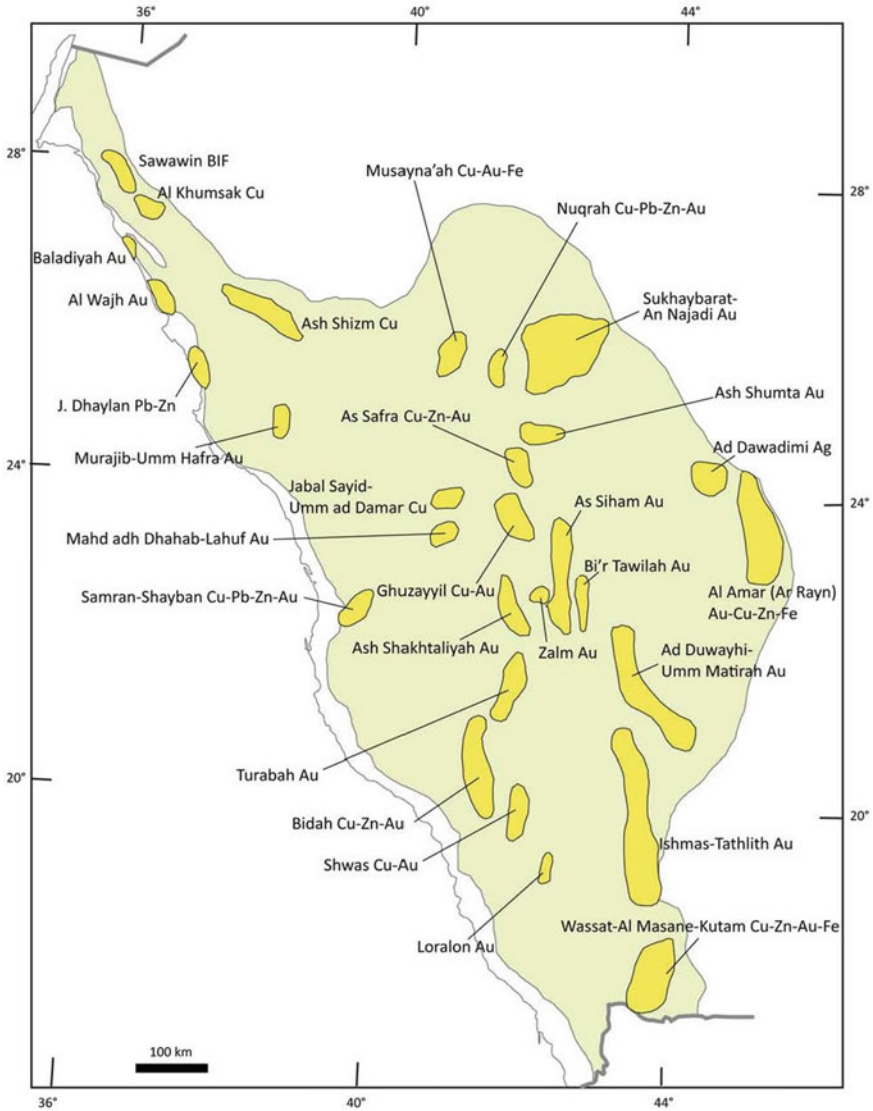 36°
40°
44°
28°
Sawawin BIF
Musayna'ah Cu-Au-Fe
Al Khumsak Cu
28°
Nuqrah Cu-Pb-Zn-Au
Baladiyah Au
Al Wajh Au
Sukhaybarat-
An Najadi Au
Ash Shizm Cu
J. Dhaylan Pb-Zn
Ash Shumta Au
As Safra Cu-Zn-Au
Murajib-Umm Hafra Au
24°
Ad Dawadimi Ag
Jabal Sayid-
Umm ad Damar Cu
As Siham Au
24°
Mahd adh Dhahab-Lahuf Au
Bi'r Tawilah Au
Ghuzayyil Cu-Au
Al Amar (Ar Rayn)
Au-Cu-Zn-Fe
Samran-Shayban Cu-Pb-Zn-Au
Ash Shakhtaliyah Au
Zalm Au
Ad Duwayhi-
Umm Matirah Au
Turabah Au
20°
Bidah Cu-Zn-Au
20°
Ishmas-Tathlith Au
Shwas Cu-Au
Loralon Au
Wassat-Al Masane-Kutam Cu-Zn-Au-Fe
100 km
36°
40°
44°